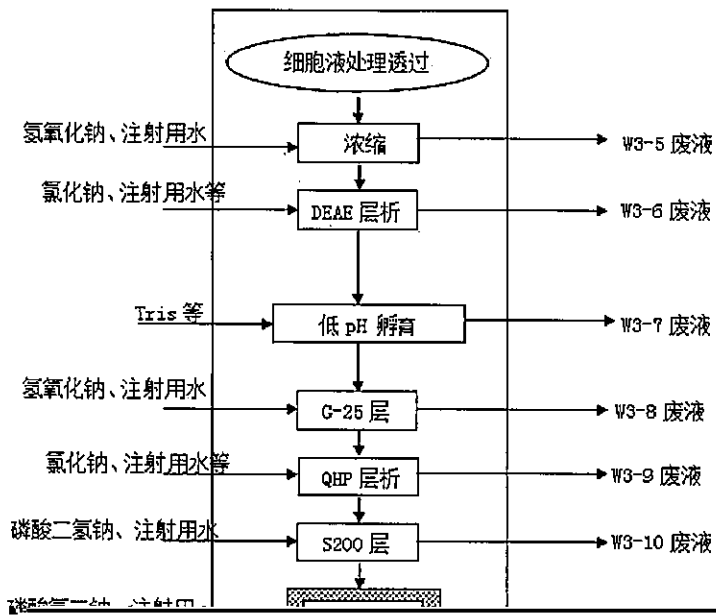 细胞液处理透过
氢氧化钠、注射用水
浓缩
W3-5 废液
氯化钠、注射用水等
DEAE 层析
W3-6 废液
Tris 等
低 pH 孵育
W3-7 废液
氢氧化钠、注射用水
G-25 层
W3-8 废液
氯化钠、注射用水等
QHP 层析
W3-9 废液
磷酸二氢钠、注射用水
S200 层
W3-10 废液